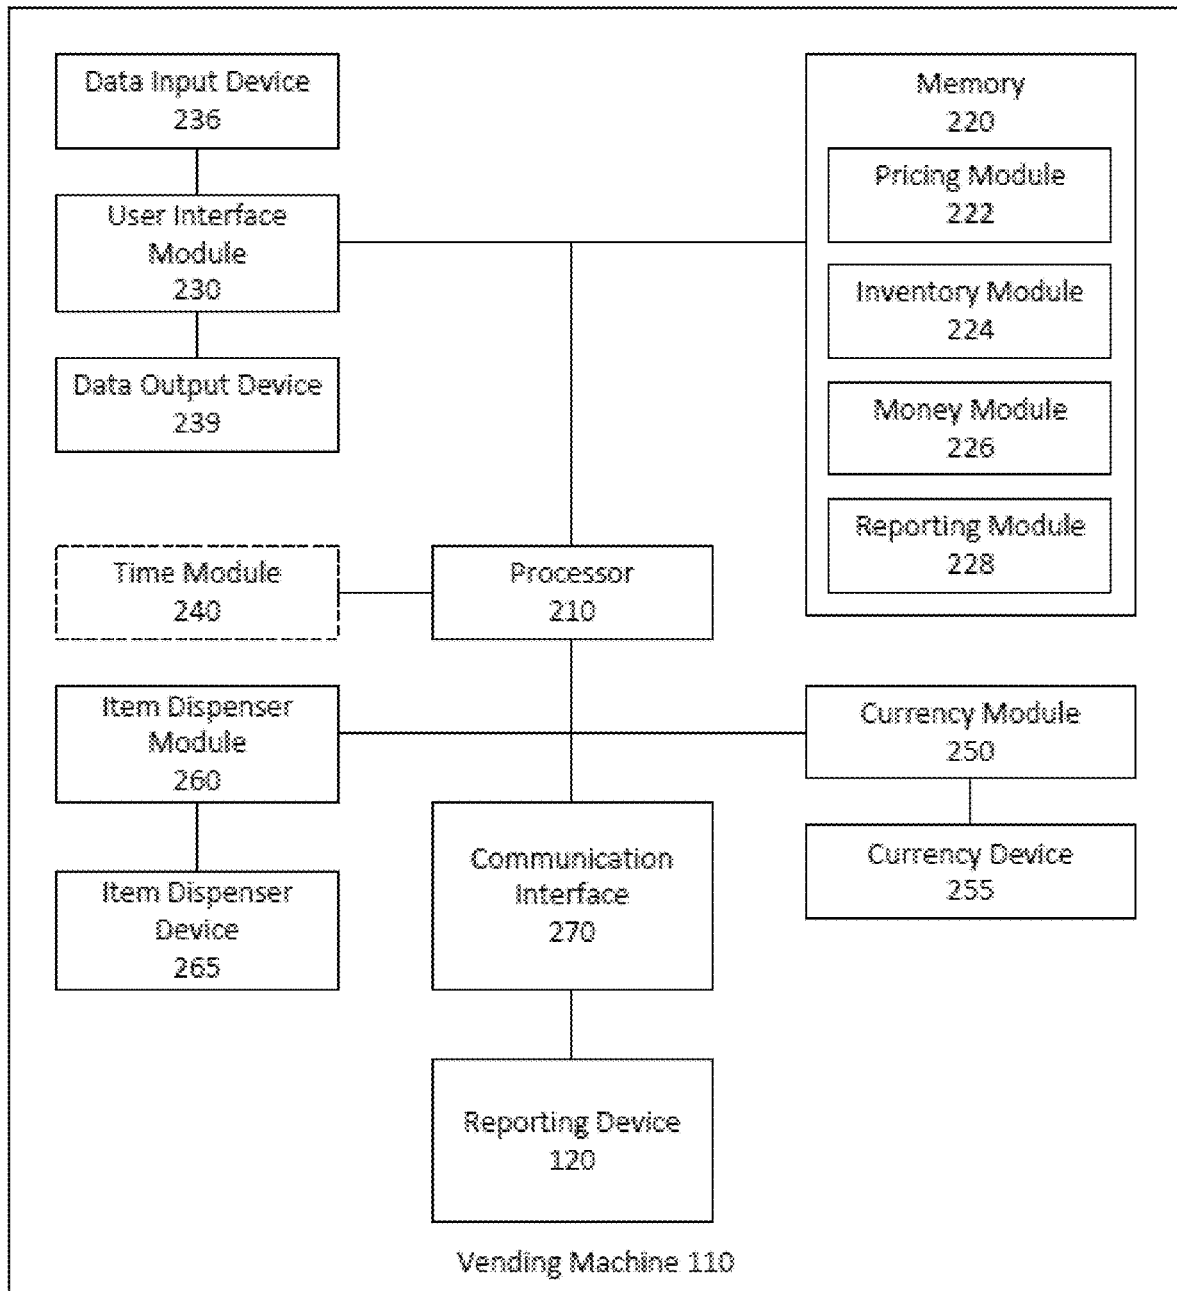 Data Input Device
236
User Interface
Module
230
Data Output Device
239
Memory
220
Pricing Module
222
Inventory Module
224
Money Module
226
Reporting Module
228
Time Module
240
Processor
210
Item Dispenser
Module
260
Currency Module
250
Item Dispenser
Device
265
Communication
Interface
270
Currency Device
255
Reporting Device
120
Vending Machine 110